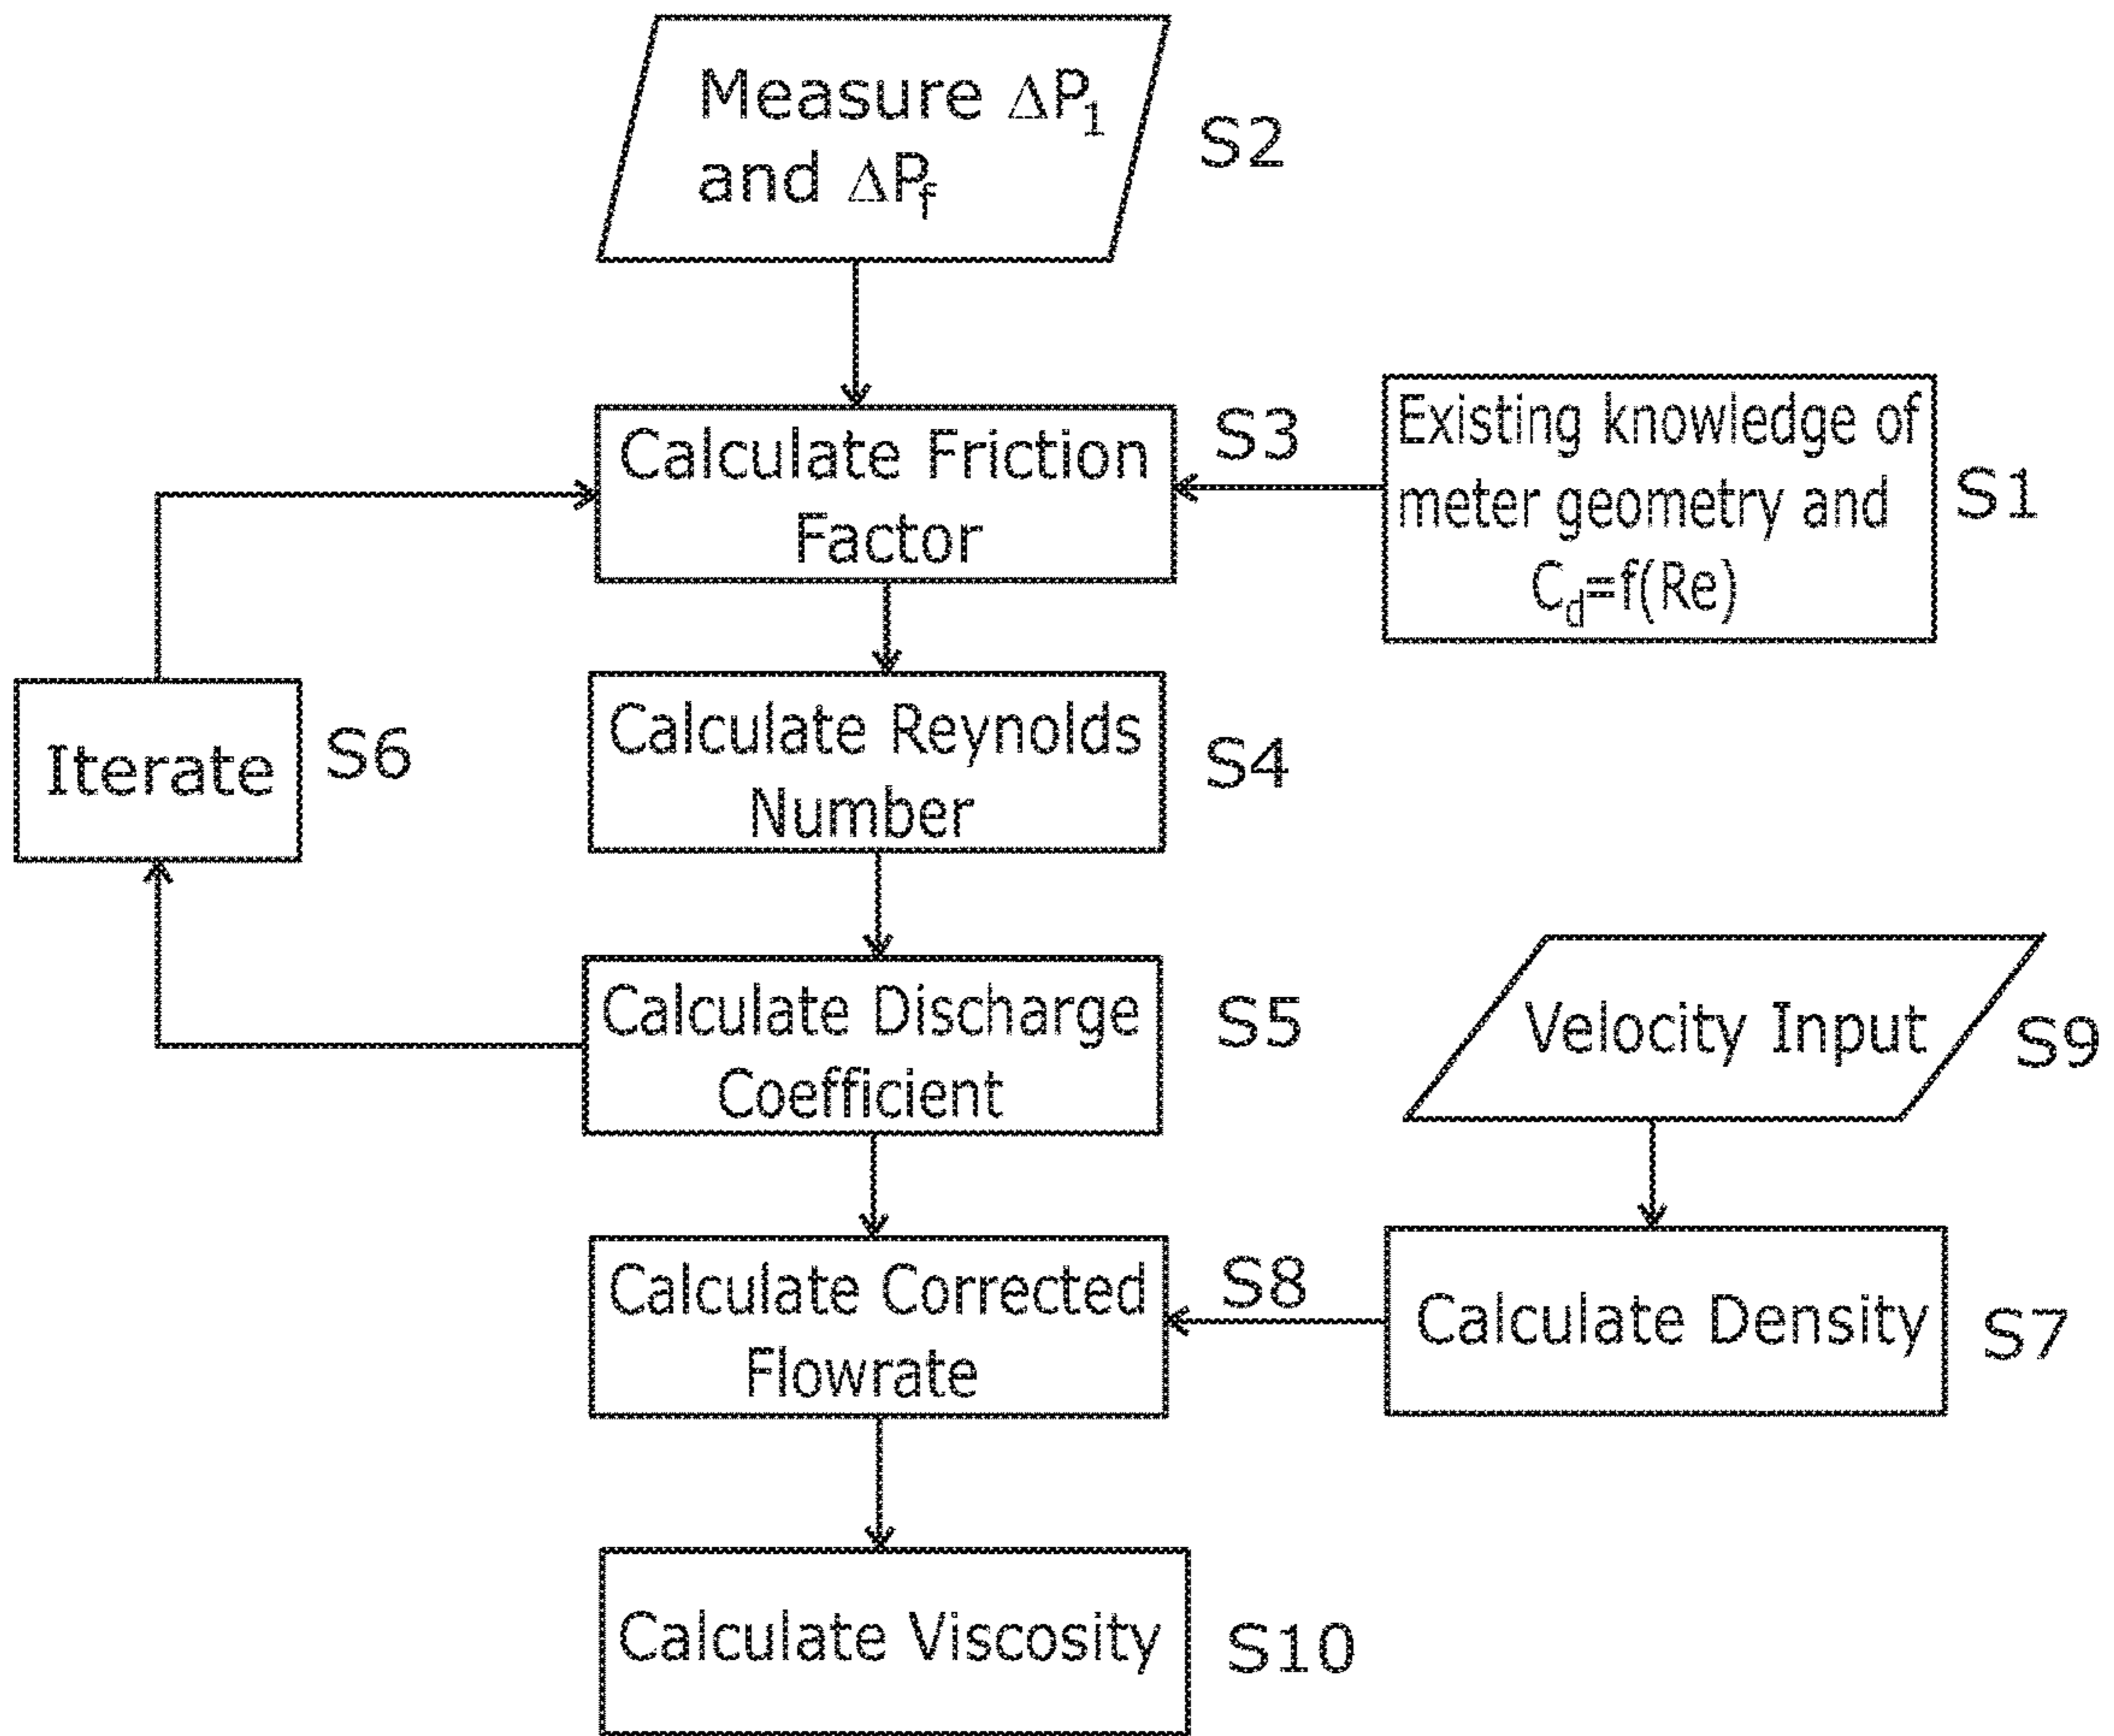 Measure ΔP₁
and ΔP_f
S2
Calculate Friction
Factor
S3
Existing knowledge of
meter geometry and
C_d=f(Re)
S1
Iterate
S6
Calculate Reynolds
Number
S4
Calculate Discharge
Coefficient
S5
Velocity Input
S9
Calculate Corrected
Flowrate
S8
Calculate Density
S7
Calculate Viscosity
S10